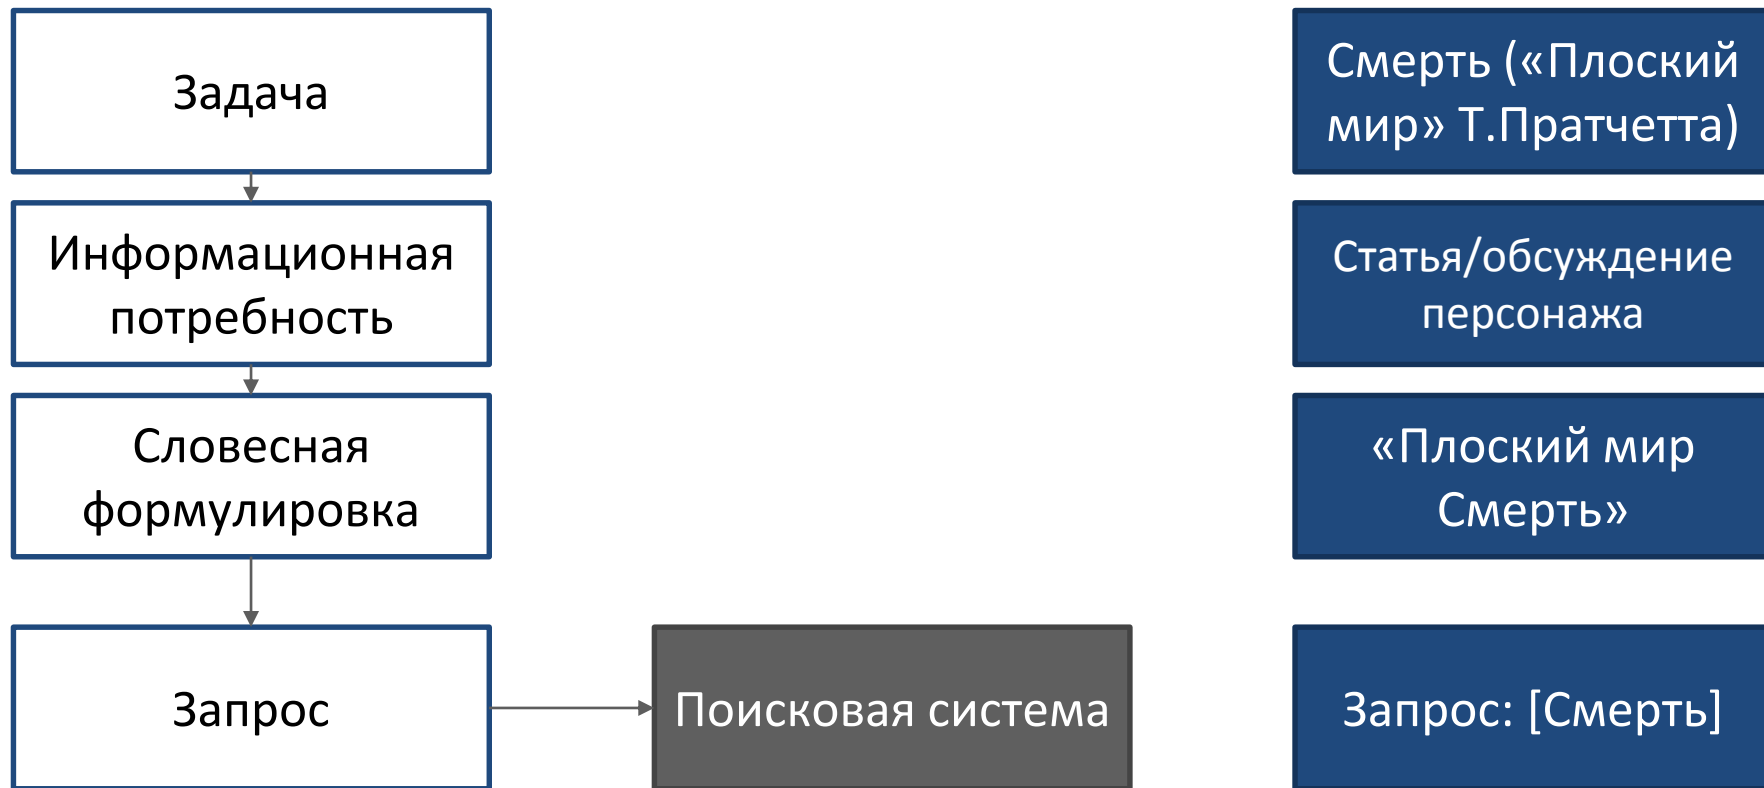 Задача
Смерть («Плоский
мир» Т.Пратчетта)
Информационная
потребность
Статья/обсуждение
персонажа
Словесная
формулировка
«Плоский мир
Смерть»
Запрос
Поисковая система
Запрос: [Смерть]